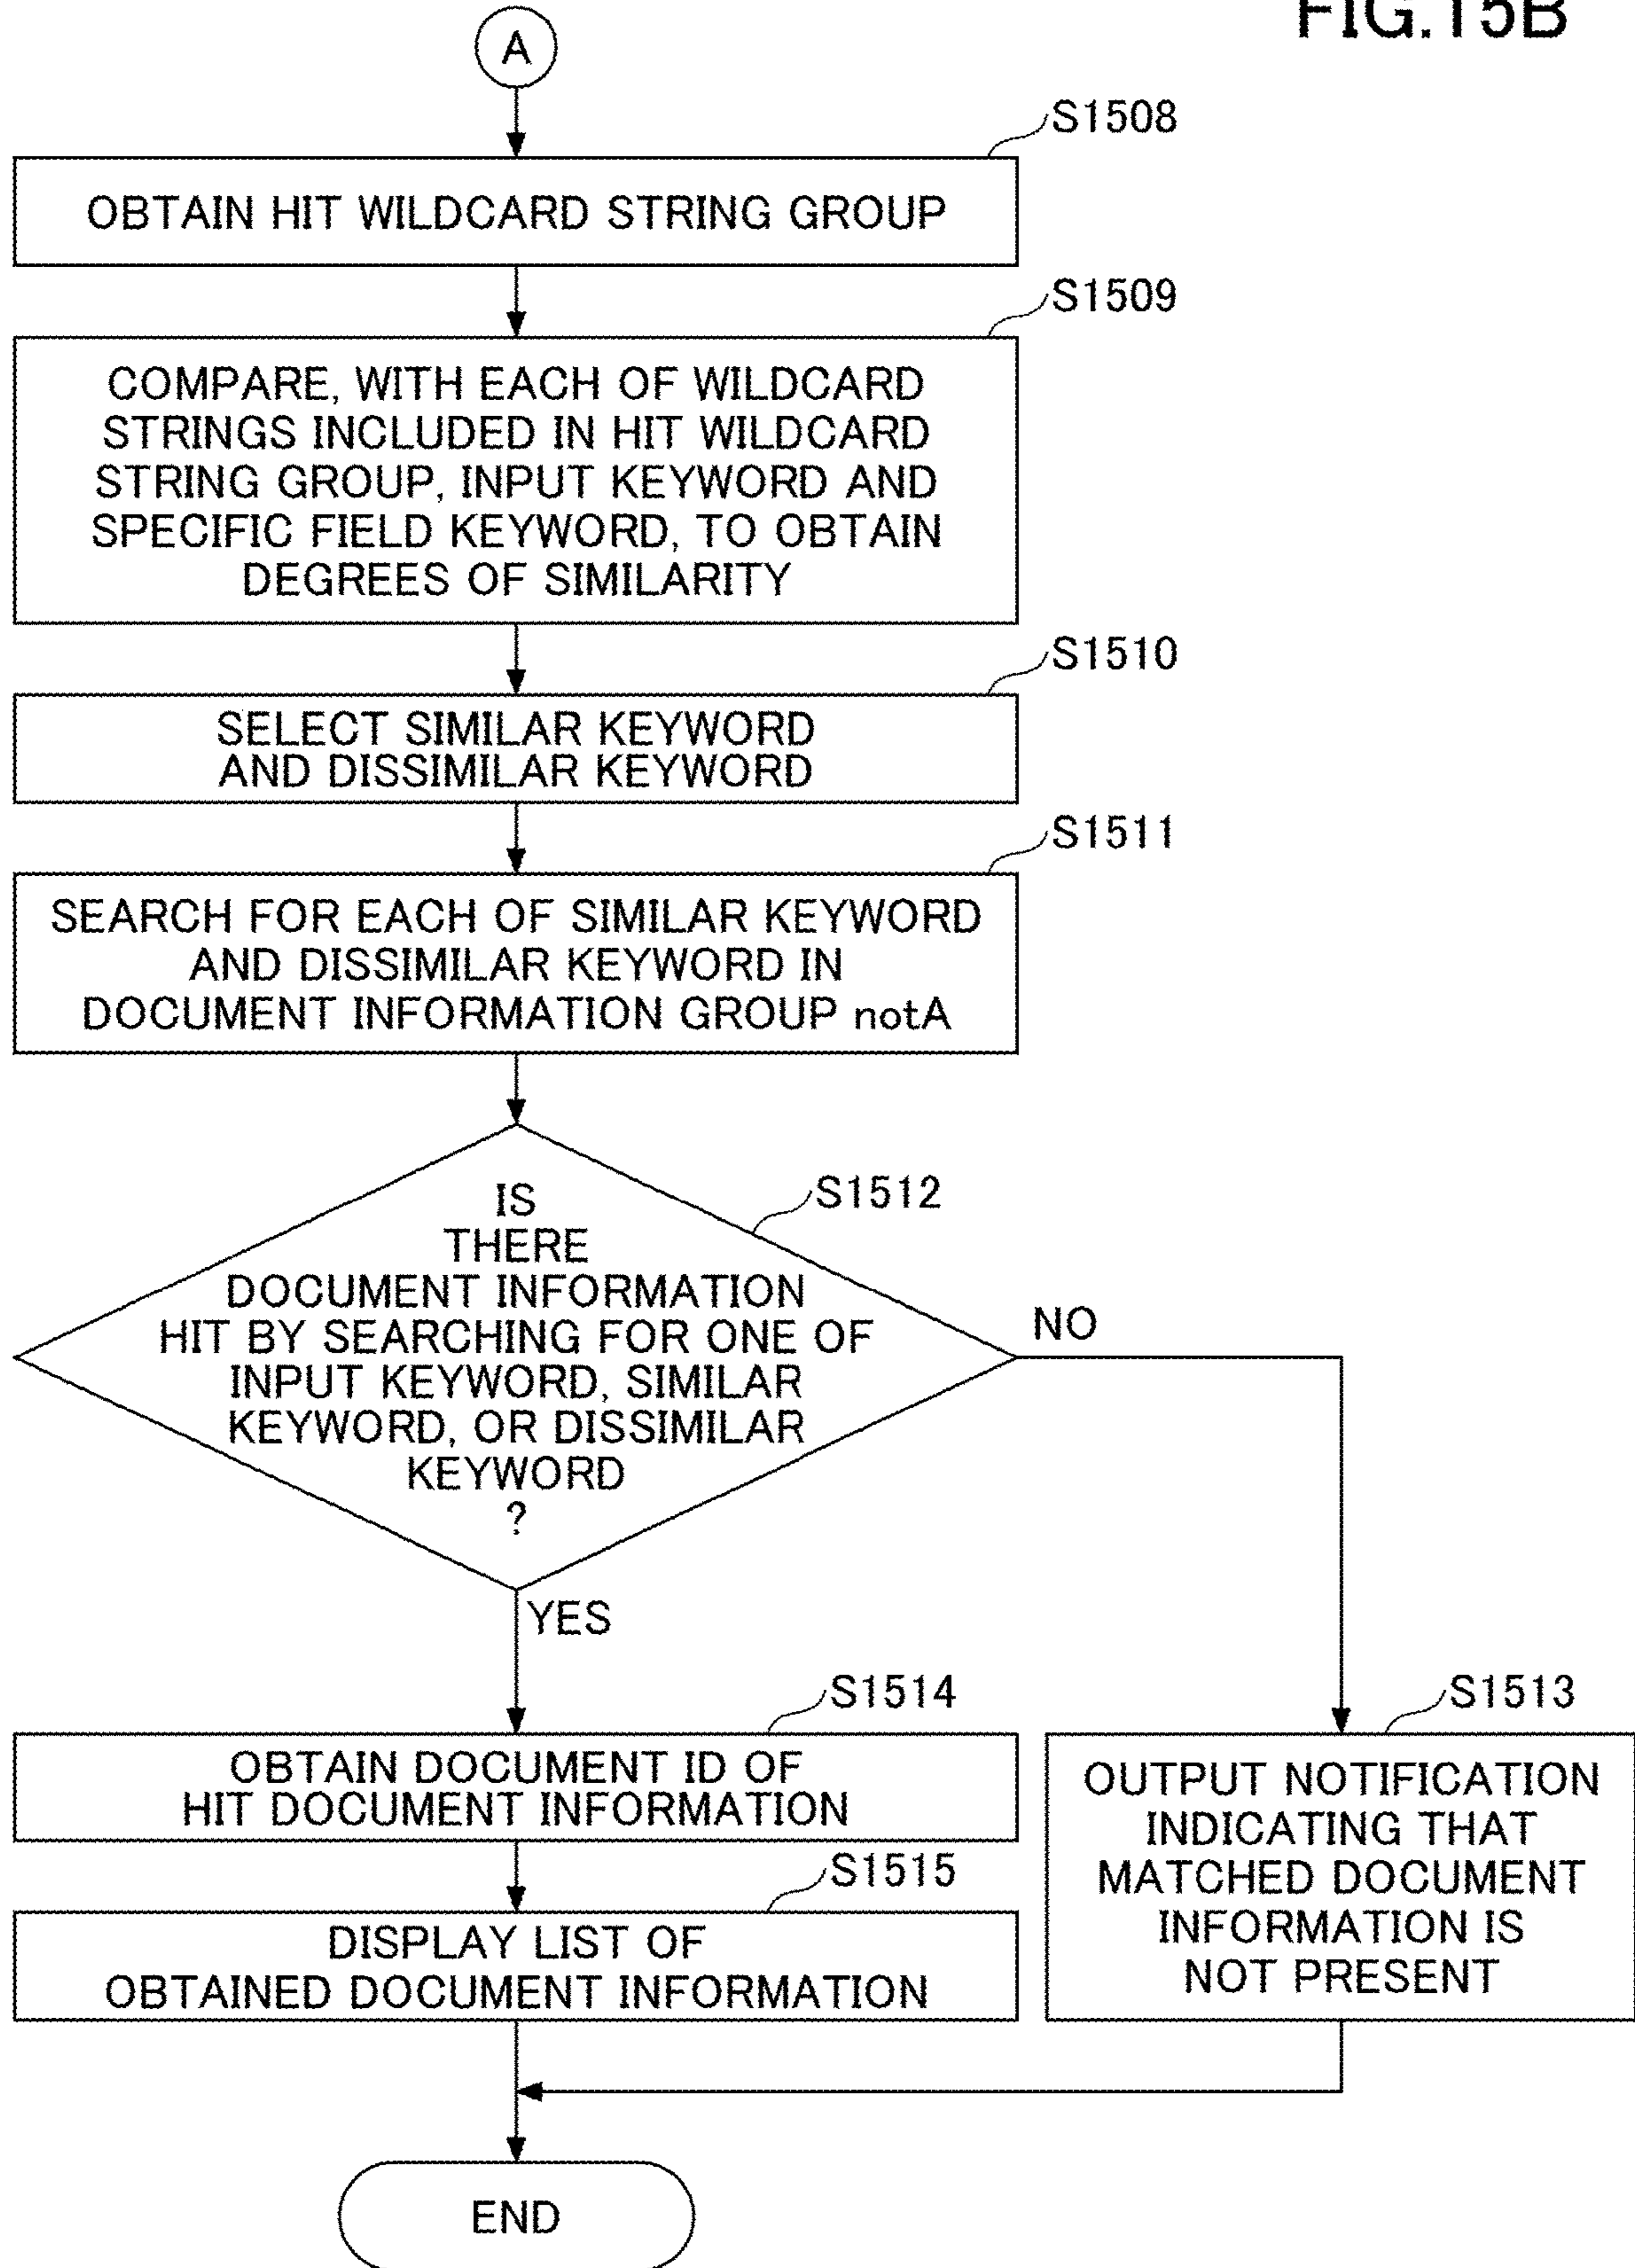 FIG.15B
A
S1508
OBTAIN HIT WILDCARD STRING GROUP
S1509
COMPARE, WITH EACH OF WILDCARD
STRINGS INCLUDED IN HIT WILDCARD
STRING GROUP, INPUT KEYWORD AND
SPECIFIC FIELD KEYWORD, TO OBTAIN
DEGREES OF SIMILARITY
S1510
SELECT SIMILAR KEYWORD
AND DISSIMILAR KEYWORD
S1511
SEARCH FOR EACH OF SIMILAR KEYWORD
AND DISSIMILAR KEYWORD IN
DOCUMENT INFORMATION GROUP notA
S1512
IS
THERE
DOCUMENT INFORMATION
HIT BY SEARCHING FOR ONE OF
INPUT KEYWORD, SIMILAR
KEYWORD, OR DISSIMILAR
KEYWORD
?
NO
YES
S1514
OBTAIN DOCUMENT ID OF
HIT DOCUMENT INFORMATION
S1513
OUTPUT NOTIFICATION
INDICATING THAT
MATCHED DOCUMENT
INFORMATION IS
NOT PRESENT
S1515
DISPLAY LIST OF
OBTAINED DOCUMENT INFORMATION
END